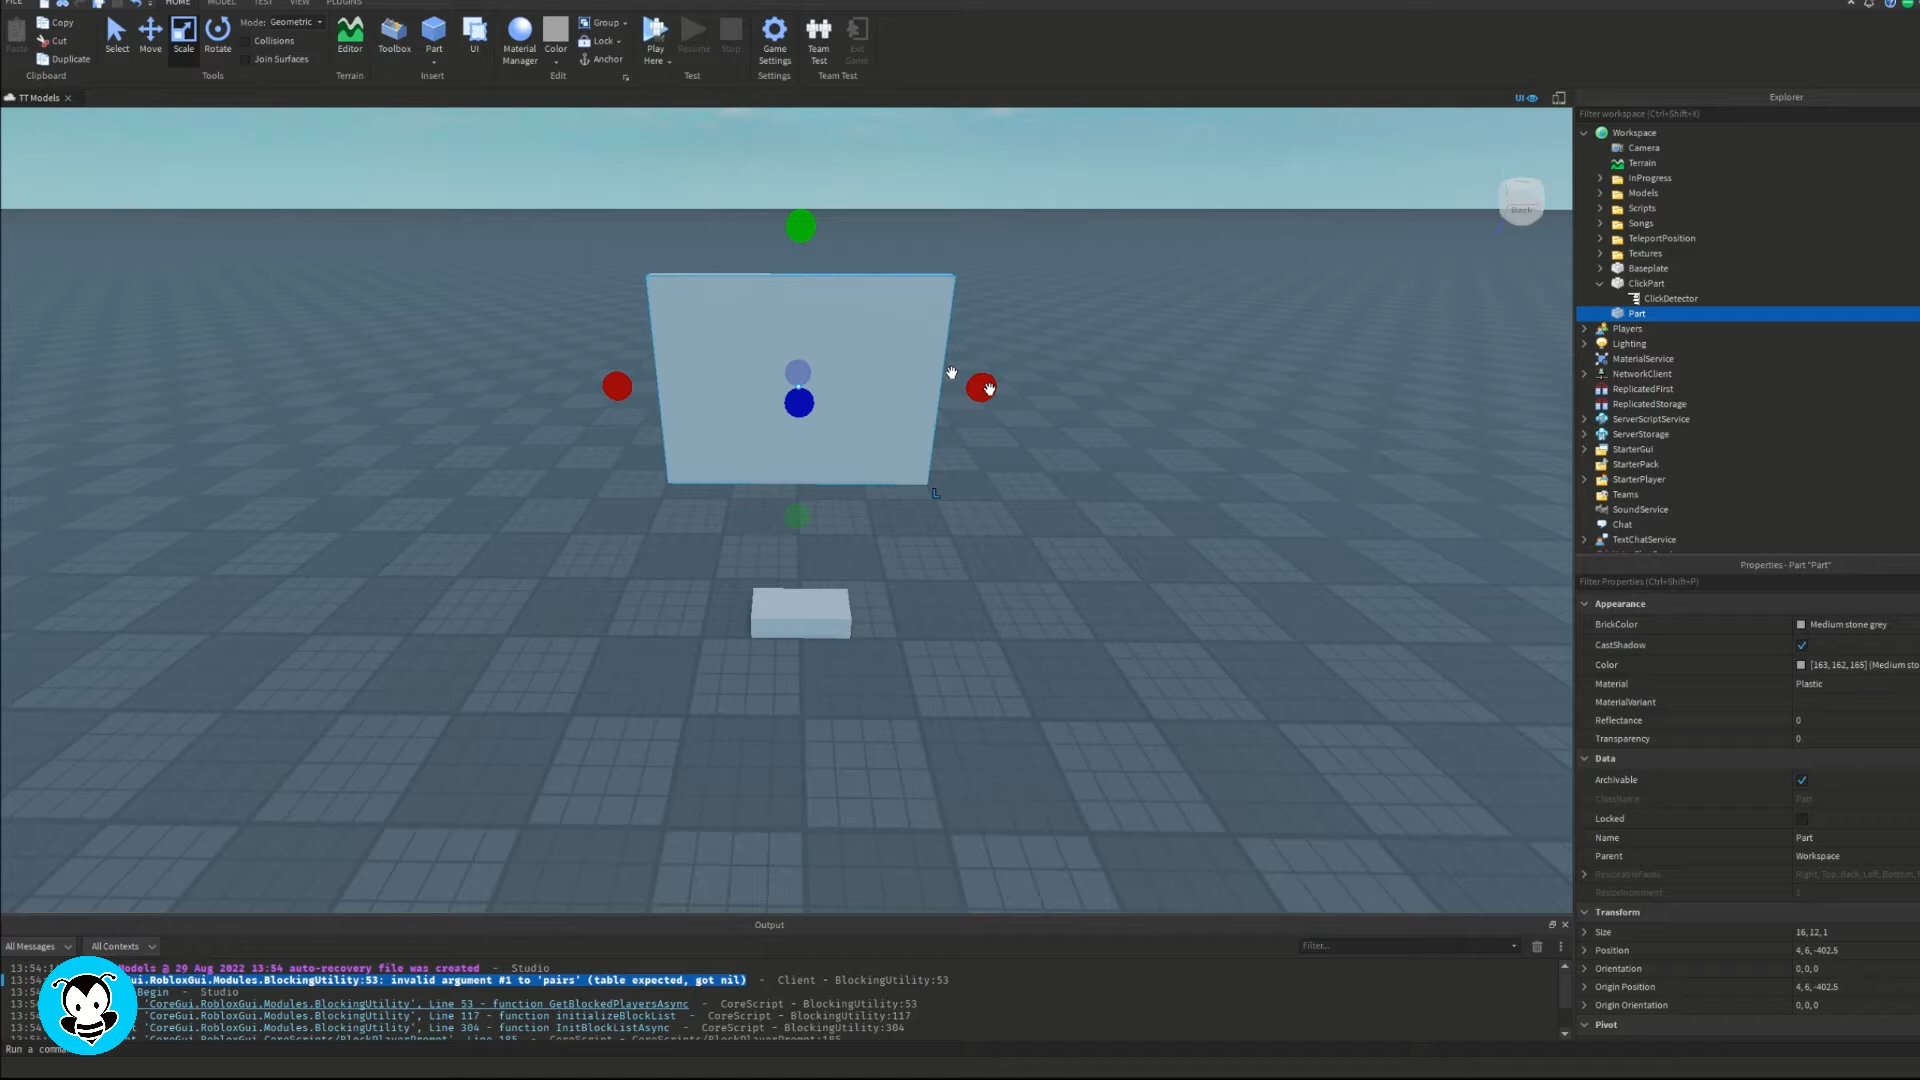 FILE HOME MODEL TEST VIEW PLUGINS
Copy
Cut
Paste Duplicate
Clipboard
Select Move Scale Rotate
Mode: Geometric
Collisions
Join Surfaces
Tools
Editor
Terrain
Toolbox Part UI
Insert
Material Manager Color
Group
Lock
Anchor
Edit
Play Here Resume Stop
Test
Game Settings
Settings
Team Test Exit Game
Team Test
TT Models
UI
Back
L
Explorer
Filter workspace (Ctrl+Shift+X)
Workspace
Camera
Terrain
InProgress
Models
Scripts
Songs
TeleportPosition
Textures
Baseplate
ClickPart
ClickDetector
Part
Players
Lighting
MaterialService
NetworkClient
ReplicatedFirst
ReplicatedStorage
ServerScriptService
ServerStorage
StarterGui
StarterPack
StarterPlayer
Teams
SoundService
Chat
TextChatService
Properties - Part "Part"
Filter Properties (Ctrl+Shift+P)
Appearance
BrickColor Medium stone grey
CastShadow
Color [163, 162, 165] (Medium sto
Material Plastic
MaterialVariant
Reflectance 0
Transparency 0
Data
Archivable
ClassName Part
Locked
Name Part
Parent Workspace
ResizeableFaces Right, Top, Back, Left, Bottom,
ResizeIncrement 1
Transform
Size 16, 12, 1
Position 4, 6, -402.5
Orientation 0, 0, 0
Origin Position 4, 6, -402.5
Origin Orientation 0, 0, 0
Pivot
Output
All Messages All Contexts Filter...
13:54:1 odels @ 29 Aug 2022 13:54 auto-recovery file was created - Studio
13:54 Gui.RobloxGui.Modules.BlockingUtility:53: invalid argument #1 to 'pairs' (table expected, got nil) - Client - BlockingUtility:53
13:54 Begin - Studio
13:54 'CoreGui.RobloxGui.Modules.BlockingUtility', Line 53 - function GetBlockedPlayersAsync - CoreScript - BlockingUtility:53
13:54 'CoreGui.RobloxGui.Modules.BlockingUtility', Line 117 - function initializeBlockList - CoreScript - BlockingUtility:117
13:54 'CoreGui.RobloxGui.Modules.BlockingUtility', Line 304 - function InitBlockListAsync - CoreScript - BlockingUtility:304
13:54 'CoreGui.RobloxGui.CoreScripts/BlockPlayerPrompt', Line 185 - CoreScript - CoreScripts/BlockPlayerPrompt:185
Run a comma